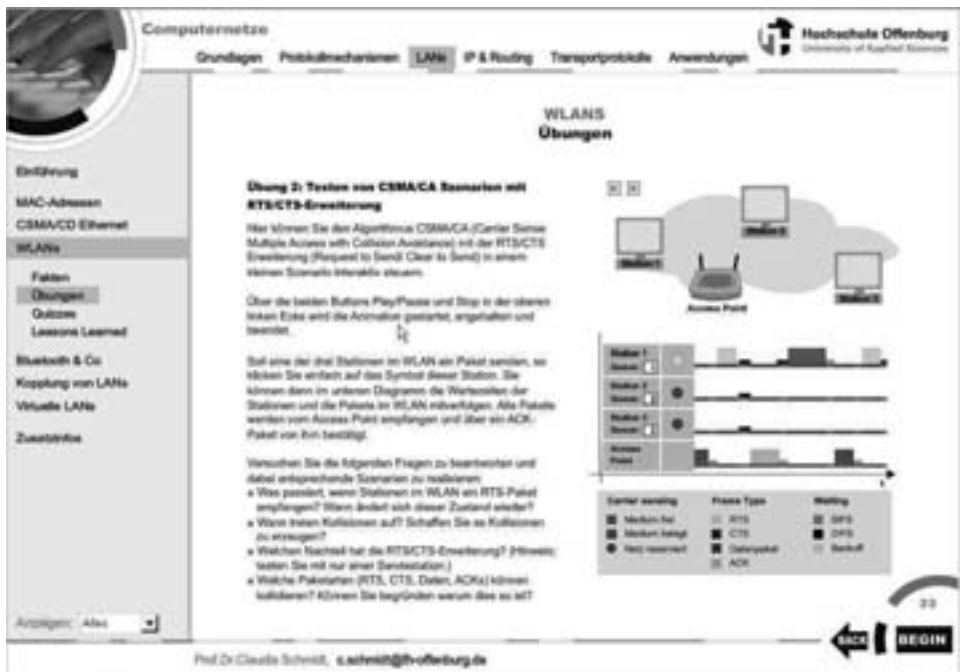 Computernetze
Hochschule Offenburg
University of Applied Sciences
Grundlagen Protokollmechanismen LANs IP & Routing Transportprotokolle Anwendungen
WLANS
Übungen
Einführung
MAC-Adressen
CSMA/CD Ethernet
WLANs
Fakten
Übungen
Quizzes
Lessons Learned
Bluetooth & Co
Kopplung von LANs
Virtuelle LANs
Zusatzinfos
Anzeigen: Alles
Übung 2: Testen von CSMA/CA Szenarien mit
RTS/CTS-Erweiterung
Hier können Sie den Algorithmus CSMA/CA (Carrier Sense
Multiple Access with Collision Avoidance) mit der RTS/CTS
Erweiterung (Request to Send/ Clear to Send) in einem
kleinen Szenario interaktiv steuern.
Über die beiden Buttons Play/Pause und Stop in der oberen
linken Ecke wird die Animation gestartet, angehalten und
beendet.
Soll eine der drei Stationen im WLAN ein Paket senden, so
klicken Sie einfach auf das Symbol dieser Station. Sie
können dann im unteren Diagramm die Wartezeiten der
Stationen und die Pakete im WLAN mitverfolgen. Alle Pakete
werden vom Access Point empfangen und über ein ACK-
Paket von ihm bestätigt.
Versuchen Sie die folgenden Fragen zu beantworten und
dabei entsprechende Szenarien zu realisieren:
Was passiert, wenn Stationen im WLAN ein RTS-Paket
empfangen? Wann ändert sich dieser Zustand wieder?
Wann treten Kollisionen auf? Schaffen Sie es Kollisionen
zu erzeugen?
Welchen Nachteil hat die RTS/CTS-Erweiterung? (Hinweis:
testen Sie mit nur einer Sendestation.)
Welche Paketarten (RTS, CTS, Daten, ACKs) können
kollidieren? Können Sie begründen warum dies so ist?
Station 1
Station 2
Station 3
Access Point
Station 1
Queue:
Station 2
Queue:
Station 3
Queue:
Access
Point
t
Carrier sensing Frame Type Waiting
Medium frei RTS SIFS
Medium belegt CTS DIFS
Netz reserviert Datenpaket Backoff
ACK
2/3
BACK BEGIN
Prof.Dr.Claudia Schmidt, c.schmidt@fh-offenburg.de